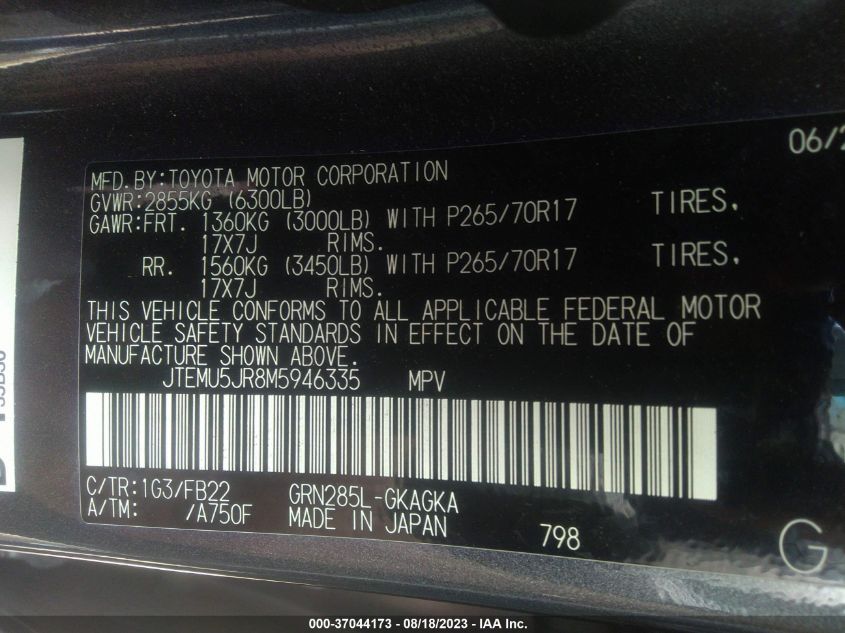 06/2
MFD.BY:TOYOTA MOTOR CORPORATION
GVWR:2855KG (6300LB)
GAWR:FRT. 1360KG (3000LB) WITH P265/70R17 TIRES,
17X7J RIMS.
RR. 1560KG (3450LB) WITH P265/70R17 TIRES,
17X7J RIMS.
THIS VEHICLE CONFORMS TO ALL APPLICABLE FEDERAL MOTOR
VEHICLE SAFETY STANDARDS IN EFFECT ON THE DATE OF
MANUFACTURE SHOWN ABOVE.
JTEMU5JR8M5946335 MPV
C/TR:1G3/FB22 GRN285L-GKAGKA
A/TM: /A750F MADE IN JAPAN 798 G
000-37044173 — 08/18/2023 — IAA Inc.